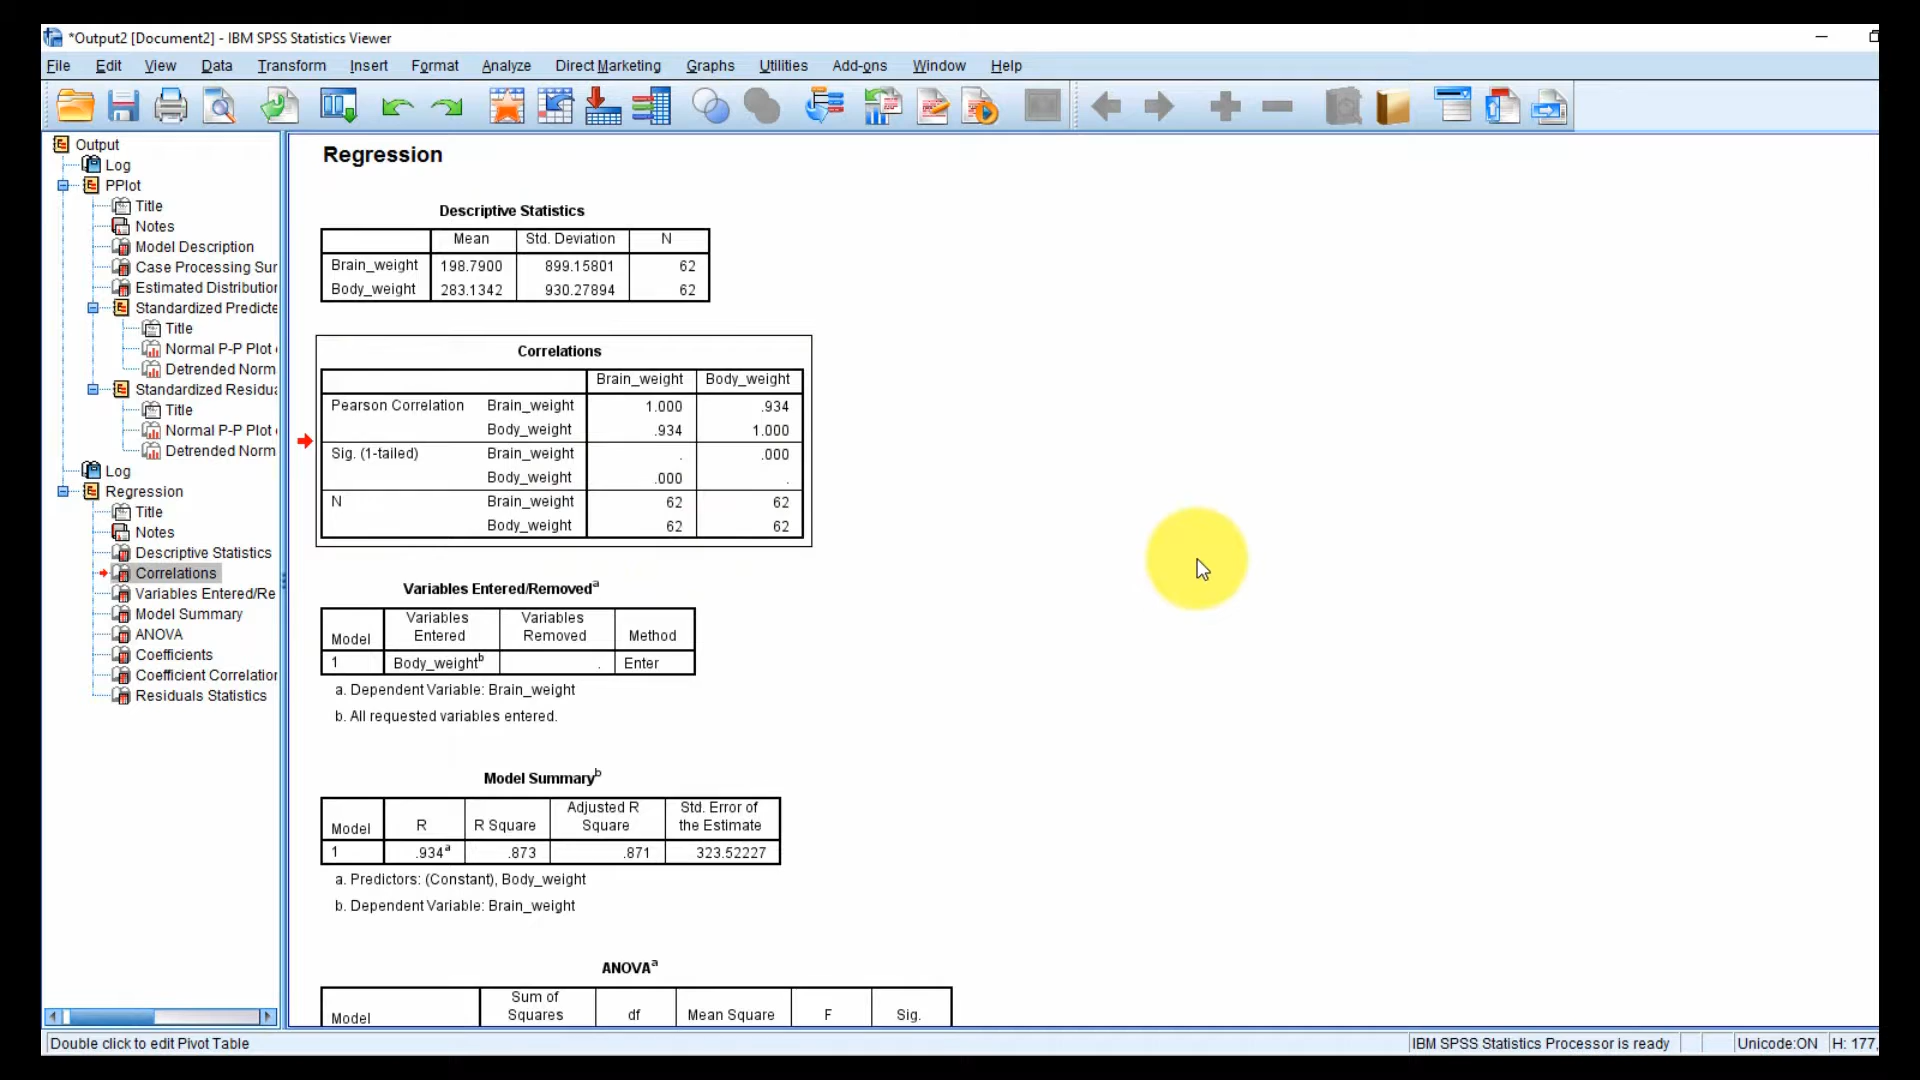 *Output2 [Document2] - IBM SPSS Statistics Viewer
File Edit View Data Transform Insert Format Analyze Direct Marketing Graphs Utilities Add-ons Window Help
Output
Log
PPlot
Title
Notes
Model Description
Case Processing Sur
Estimated Distribution
Standardized Predicte
Title
Normal P-P Plot
Detrended Norm
Standardized Residua
Title
Normal P-P Plot
Detrended Norm
Log
Regression
Title
Notes
Descriptive Statistics
Correlations
Variables Entered/Re
Model Summary
ANOVA
Coefficients
Coefficient Correlation
Residuals Statistics
Regression
Descriptive Statistics
Mean Std. Deviation N
Brain_weight 198.7900 899.15801 62
Body_weight 283.1342 930.27894 62
Correlations
Brain_weight Body_weight
Pearson Correlation Brain_weight 1.000 .934
Body_weight .934 1.000
Sig. (1-tailed) Brain_weight . .000
Body_weight .000 .
N Brain_weight 62 62
Body_weight 62 62
Variables Entered/Removeda
Model Variables Entered Variables Removed Method
1 Body_weightb . Enter
a. Dependent Variable: Brain_weight
b. All requested variables entered.
Model Summaryb
Model R R Square Adjusted R Square Std. Error of the Estimate
1 .934a .873 .871 323.52227
a. Predictors: (Constant), Body_weight
b. Dependent Variable: Brain_weight
ANOVAa
Model Sum of Squares df Mean Square F Sig.
Double click to edit Pivot Table
IBM SPSS Statistics Processor is ready Unicode:ON H: 177,